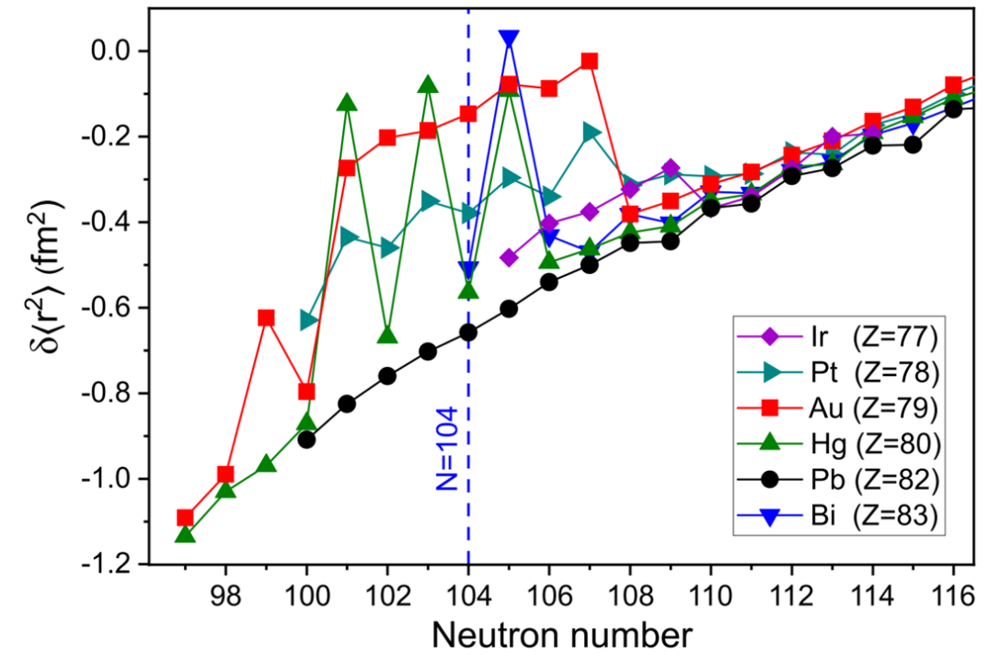 0.0
-0.2
-0.4
-0.6
-0.8
-1.0
-1.2
δ⟨r²⟩ (fm²)
N=104
Ir (Z=77)
Pt (Z=78)
Au (Z=79)
Hg (Z=80)
Pb (Z=82)
Bi (Z=83)
98 100 102 104 106 108 110 112 114 116
Neutron number